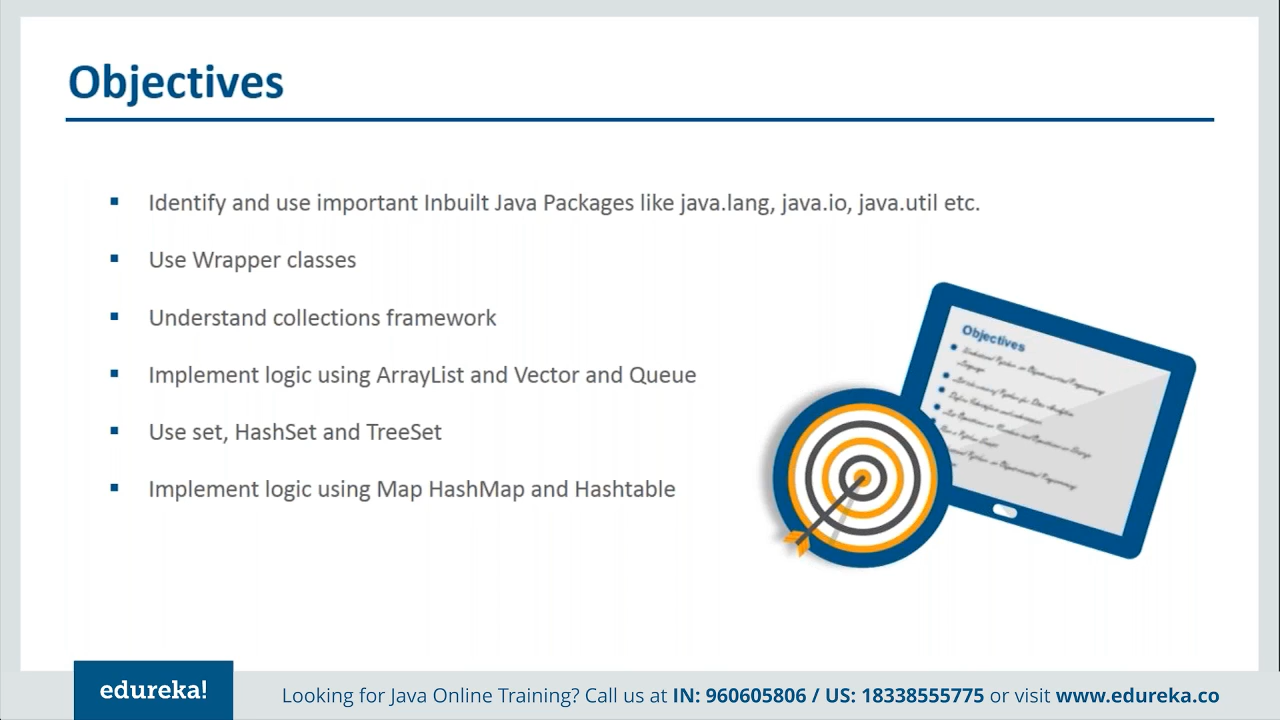 Objectives
Identify and use important Inbuilt Java Packages like java.lang, java.io, java.util etc.
Use Wrapper classes
Understand collections framework
Implement logic using ArrayList and Vector and Queue
Use set, HashSet and TreeSet
Implement logic using Map HashMap and Hashtable
Objectives
edureka!
Looking for Java Online Training? Call us at IN: 960605806 / US: 18338555775 or visit www.edureka.co